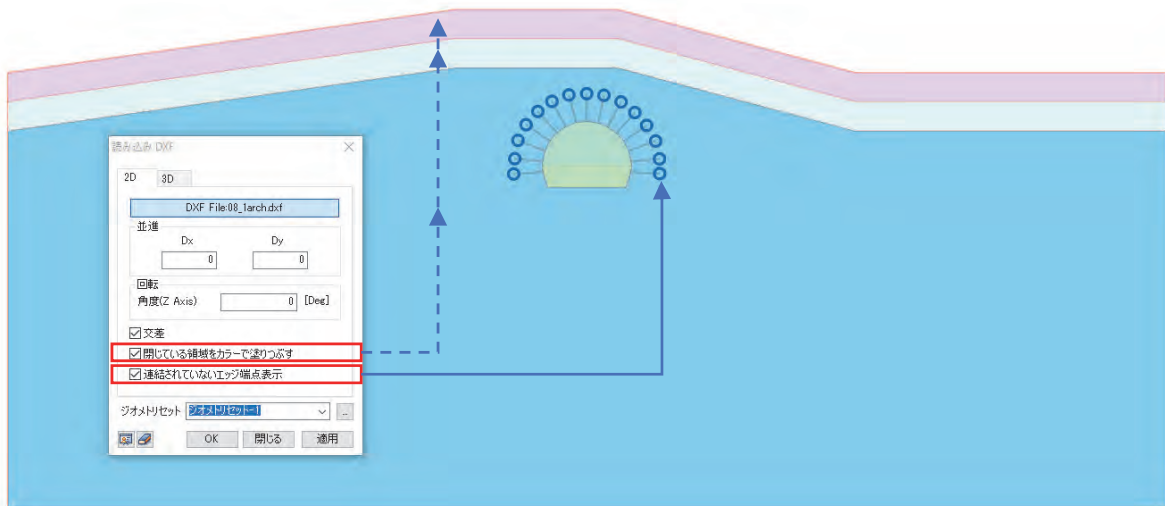 読み込み DXF
2D 3D
DXF File:08_1arch.dxf
並進
Dx Dy
0 0
回転
角度(Z Axis) 0 [Deg]
交差
閉じている領域をカラーで塗りつぶす
連結されていないエッジ端点表示
ジオメトリセット ジオメトリセット-1 ...
OK 閉じる 適用